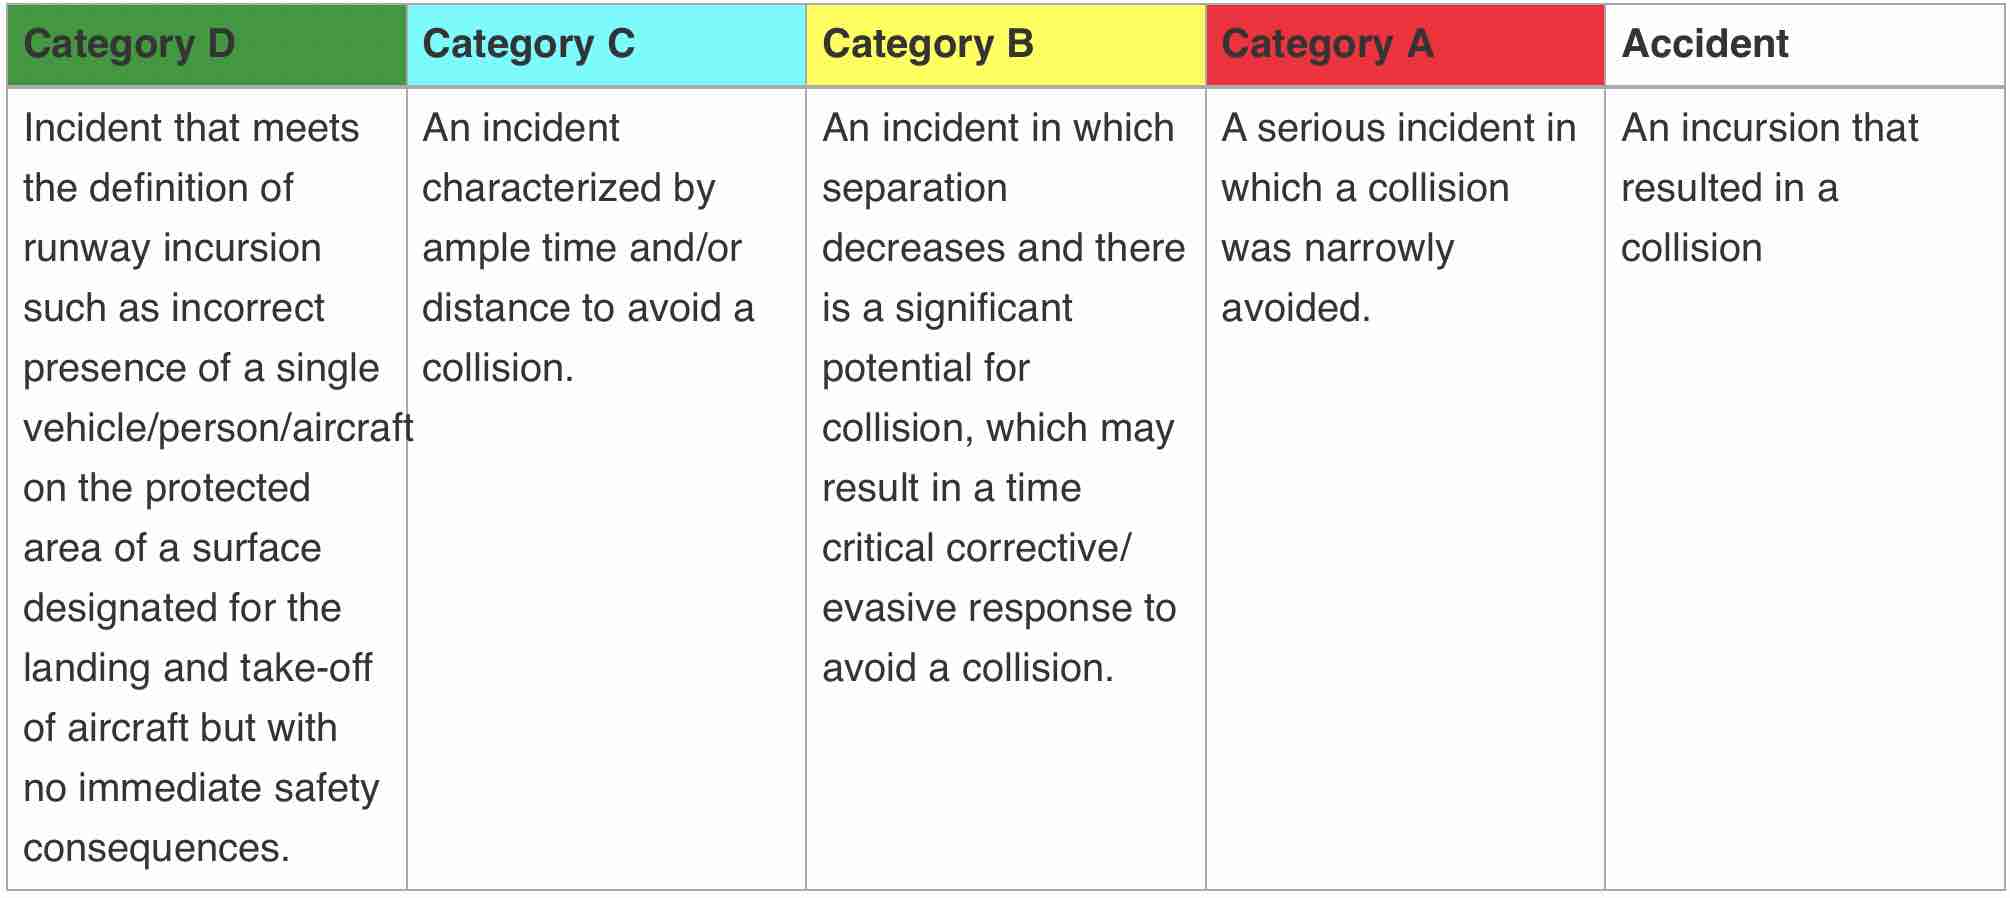 Category D
Category C
Category B
Category A
Accident
Incident that meets
the definition of
runway incursion
such as incorrect
presence of a single
vehicle/person/aircraft
on the protected
area of a surface
designated for the
landing and take-off
of aircraft but with
no immediate safety
consequences.
An incident
characterized by
ample time and/or
distance to avoid a
collision.
An incident in which
separation
decreases and there
is a significant
potential for
collision, which may
result in a time
critical corrective/
evasive response to
avoid a collision.
A serious incident in
which a collision
was narrowly
avoided.
An incursion that
resulted in a
collision